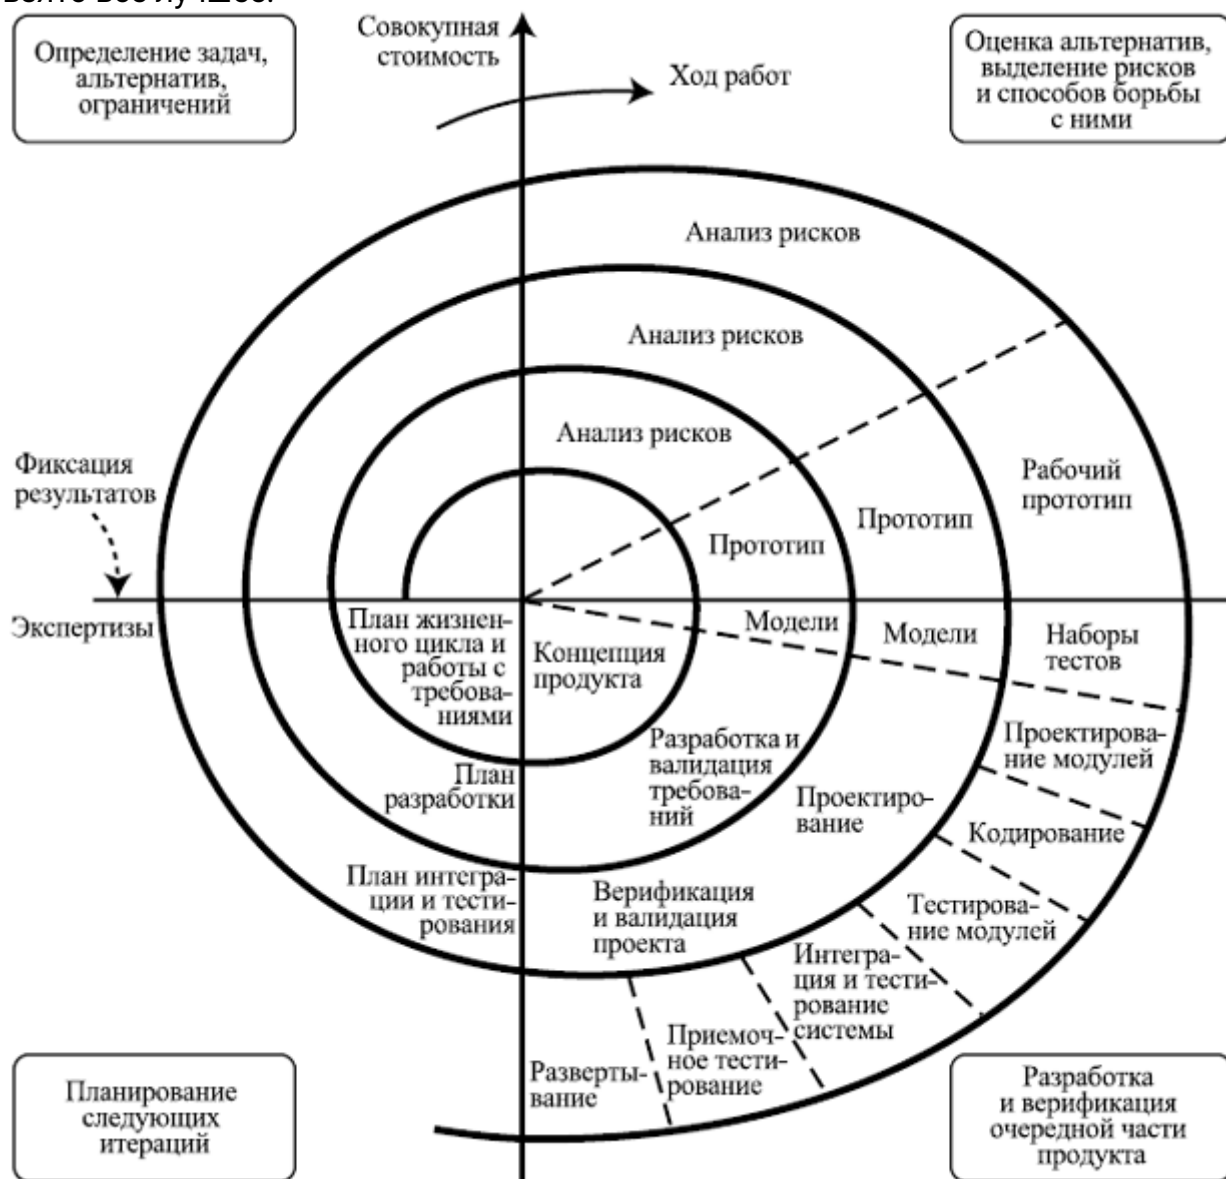 взято все лучшее.
Определение задач,
альтернатив,
ограничений
Совокупная
стоимость
Ход работ
Оценка альтернатив,
выделение рисков
и способов борьбы
с ними
Анализ рисков
Анализ рисков
Анализ рисков
Фиксация
результатов
Рабочий
прототип
Прототип
Прототип
Экспертизы
План жизнен-
ного цикла и
работы с
требова-
ниями
Концепция
продукта
Модели
Модели
Наборы
тестов
План
разработки
Разработка и
валидация
требова-
ний
Проектиро-
вание
Проектирова-
ние модулей
Кодирование
План интегра-
ции и тести-
рования
Верификация
и валидация
проекта
Тестирова-
ние модулей
Интегра-
ция и тести-
рование
системы
Приемоч-
ное тести-
рование
Разверты-
вание
Планирование
следующих
итераций
Разработка
и верификация
очередной части
продукта